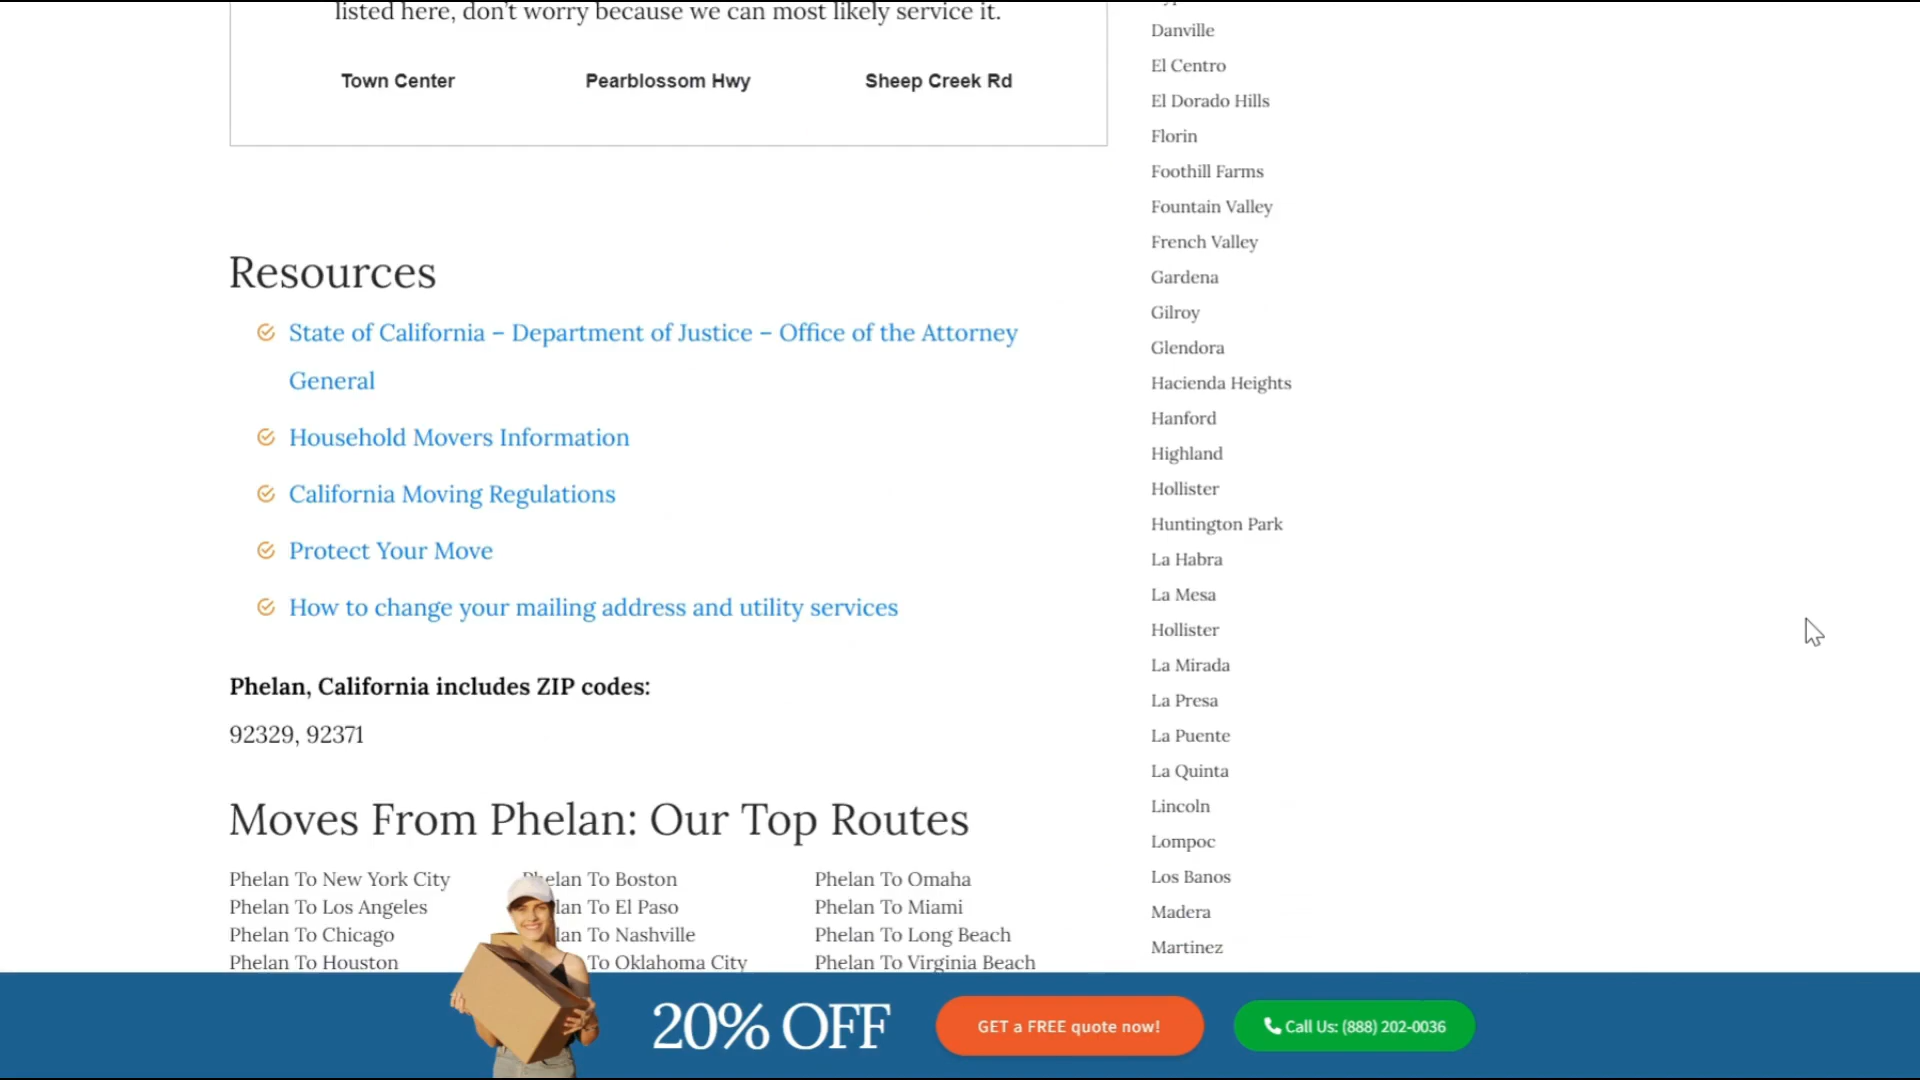 listed here, don't worry because we can most likely service it.
Town Center
Pearblossom Hwy
Sheep Creek Rd
Resources
State of California – Department of Justice – Office of the Attorney
General
Household Movers Information
California Moving Regulations
Protect Your Move
How to change your mailing address and utility services
Phelan, California includes ZIP codes:
92329, 92371
Moves From Phelan: Our Top Routes
Phelan To New York City
Phelan To Los Angeles
Phelan To Chicago
Phelan To Houston
elan To Boston
lan To El Paso
lan To Nashville
To Oklahoma City
Phelan To Omaha
Phelan To Miami
Phelan To Long Beach
Phelan To Virginia Beach
Danville
El Centro
El Dorado Hills
Florin
Foothill Farms
Fountain Valley
French Valley
Gardena
Gilroy
Glendora
Hacienda Heights
Hanford
Highland
Hollister
Huntington Park
La Habra
La Mesa
Hollister
La Mirada
La Presa
La Puente
La Quinta
Lincoln
Lompoc
Los Banos
Madera
Martinez
20% OFF
GET a FREE quote now!
Call Us: (888) 202-0036